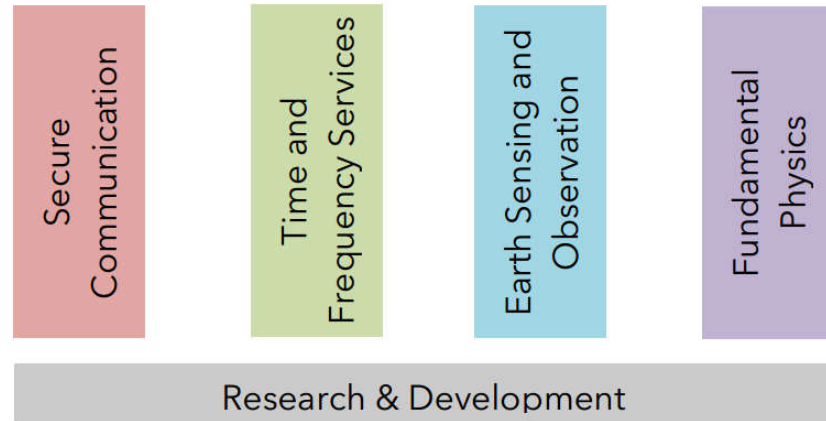 Secure
Communication
Time and
Frequency Services
Earth Sensing and
Observation
Fundamental
Physics
Research & Development